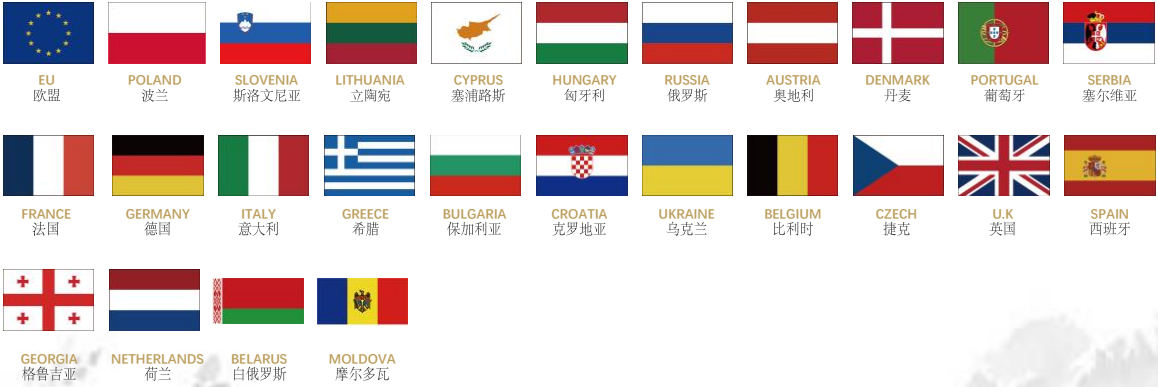 EU POLAND SLOVENIA LITHUANIA CYPRUS HUNGARY RUSSIA AUSTRIA DENMARK PORTUGAL SERBIA
欧盟 波兰 斯洛文尼亚 立陶宛 塞浦路斯 匈牙利 俄罗斯 奥地利 丹麦 葡萄牙 塞尔维亚
FRANCE GERMANY ITALY GREECE BULGARIA CROATIA UKRAINE BELGIUM CZECH U.K SPAIN
法国 德国 意大利 希腊 保加利亚 克罗地亚 乌克兰 比利时 捷克 英国 西班牙
GEORGIA NETHERLANDS BELARUS MOLDOVA
格鲁吉亚 荷兰 白俄罗斯 摩尔多瓦